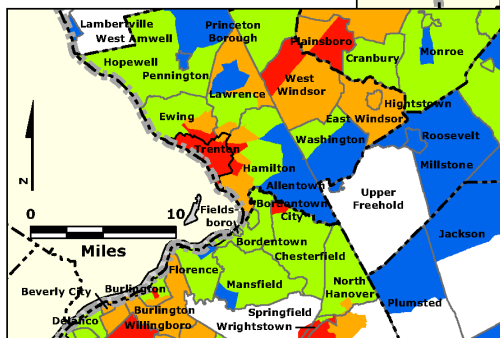 Lambertville
West Amwell
Princeton
Borough
Plainsboro
Monroe
Hopewell
Cranbury
Pennington
West
Windsor
Lawrence
Hightstown
Ewing
East Windsor
Roosevelt
Washington
Trenton
Millstone
Hamilton
Allentown
Upper
Freehold
Z
Fields-
boro
Bordentown
City
0
10
Miles
Jackson
Bordentown
Chesterfield
Florence
North
Hanover
Beverly City
Burlington
Mansfield
Plumsted
Burlington
Springfield
Delanco
Willingboro
Wrightstown